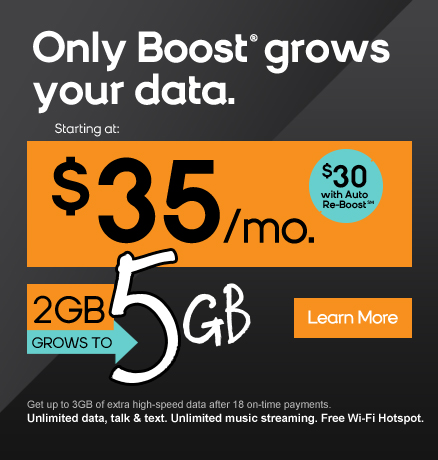 Only Boost® grows
your data.
Starting at:
$35/mo.
$30
with Auto
Re-Boost℠
2GB
GROWS TO
5GB
Learn More
Get up to 3GB of extra high-speed data after 18 on-time payments.
Unlimited data, talk & text. Unlimited music streaming. Free Wi-Fi Hotspot.